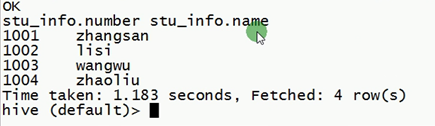 OK
stu_info.number stu_info.name
1001    zhangsan
1002    lisi
1003    wangwu
1004    zhaoliu
Time taken: 1.183 seconds, Fetched: 4 row(s)
hive (default)>